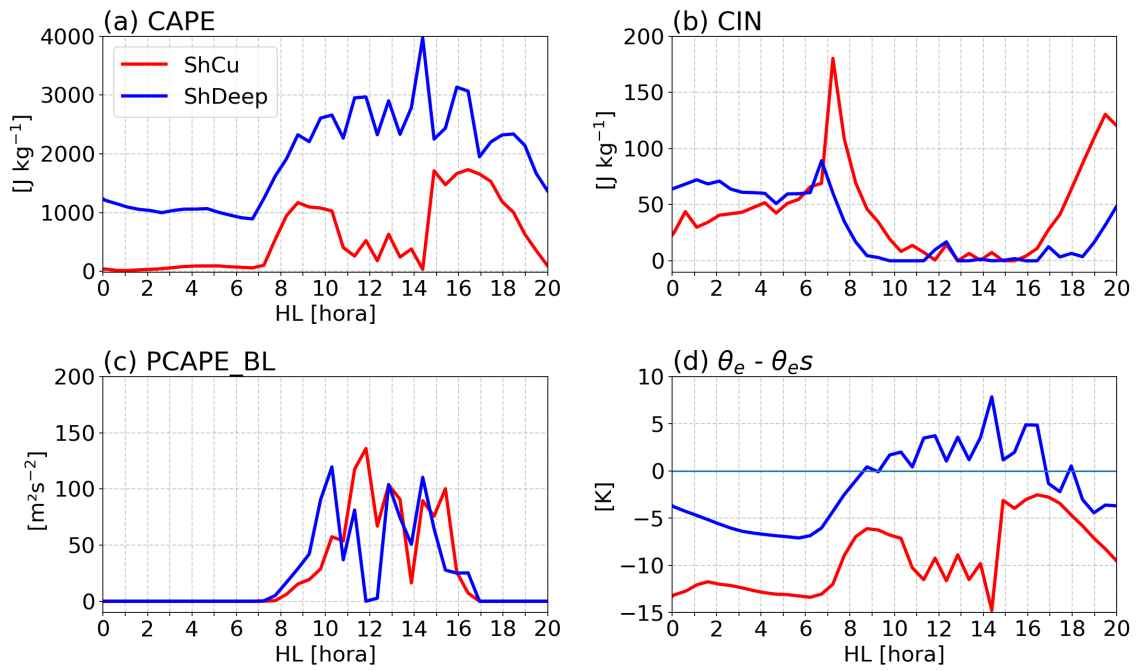 (a) CAPE
[J kg⁻¹]
4000
3000
2000
1000
0
ShCu
ShDeep
0 2 4 6 8 10 12 14 16 18 20
HL [hora]
(b) CIN
[J kg⁻¹]
200
150
100
50
0
0 2 4 6 8 10 12 14 16 18 20
(c) PCAPE_BL
[m²s⁻²]
200
150
100
50
0
0 2 4 6 8 10 12 14 16 18 20
(d) θₑ - θₑs
[K]
10
5
0
−5
−10
−15
0 2 4 6 8 10 12 14 16 18 20
HL [hora]